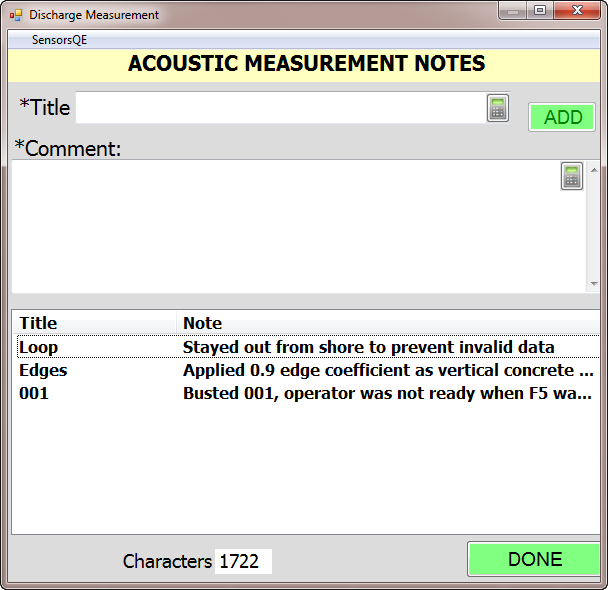 Discharge Measurement
SensorsQE
ACOUSTIC MEASUREMENT NOTES
*Title
ADD
*Comment:
Title Note
Loop Stayed out from shore to prevent invalid data
Edges Applied 0.9 edge coefficient as vertical concrete ...
001 Busted 001, operator was not ready when F5 wa...
Characters 1722
DONE